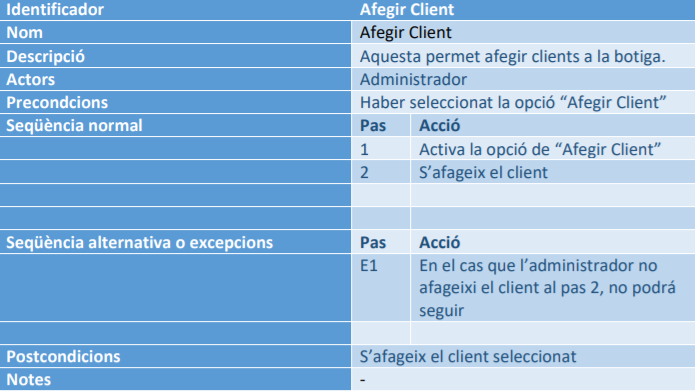 Identificador Afegir Client
Nom Afegir Client
Descripció Aquesta permet afegir clients a la botiga.
Actors Administrador
Precondcions Haber seleccionat la opció “Afegir Client”
Seqüència normal Pas Acció
1 Activa la opció de “Afegir Client”
2 S’afageix el client
Seqüència alternativa o excepcions Pas Acció
E1 En el cas que l’administrador no
afageixi el client al pas 2, no podrá
seguir
Postcondicions S’afageix el client seleccionat
Notes -